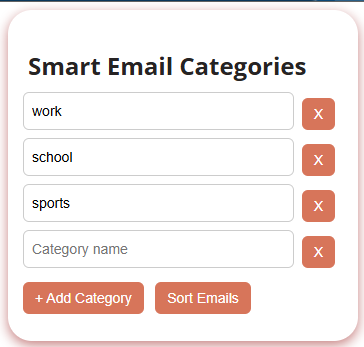 Smart Email Categories
work X
school X
sports X
Category name X
+ Add Category Sort Emails